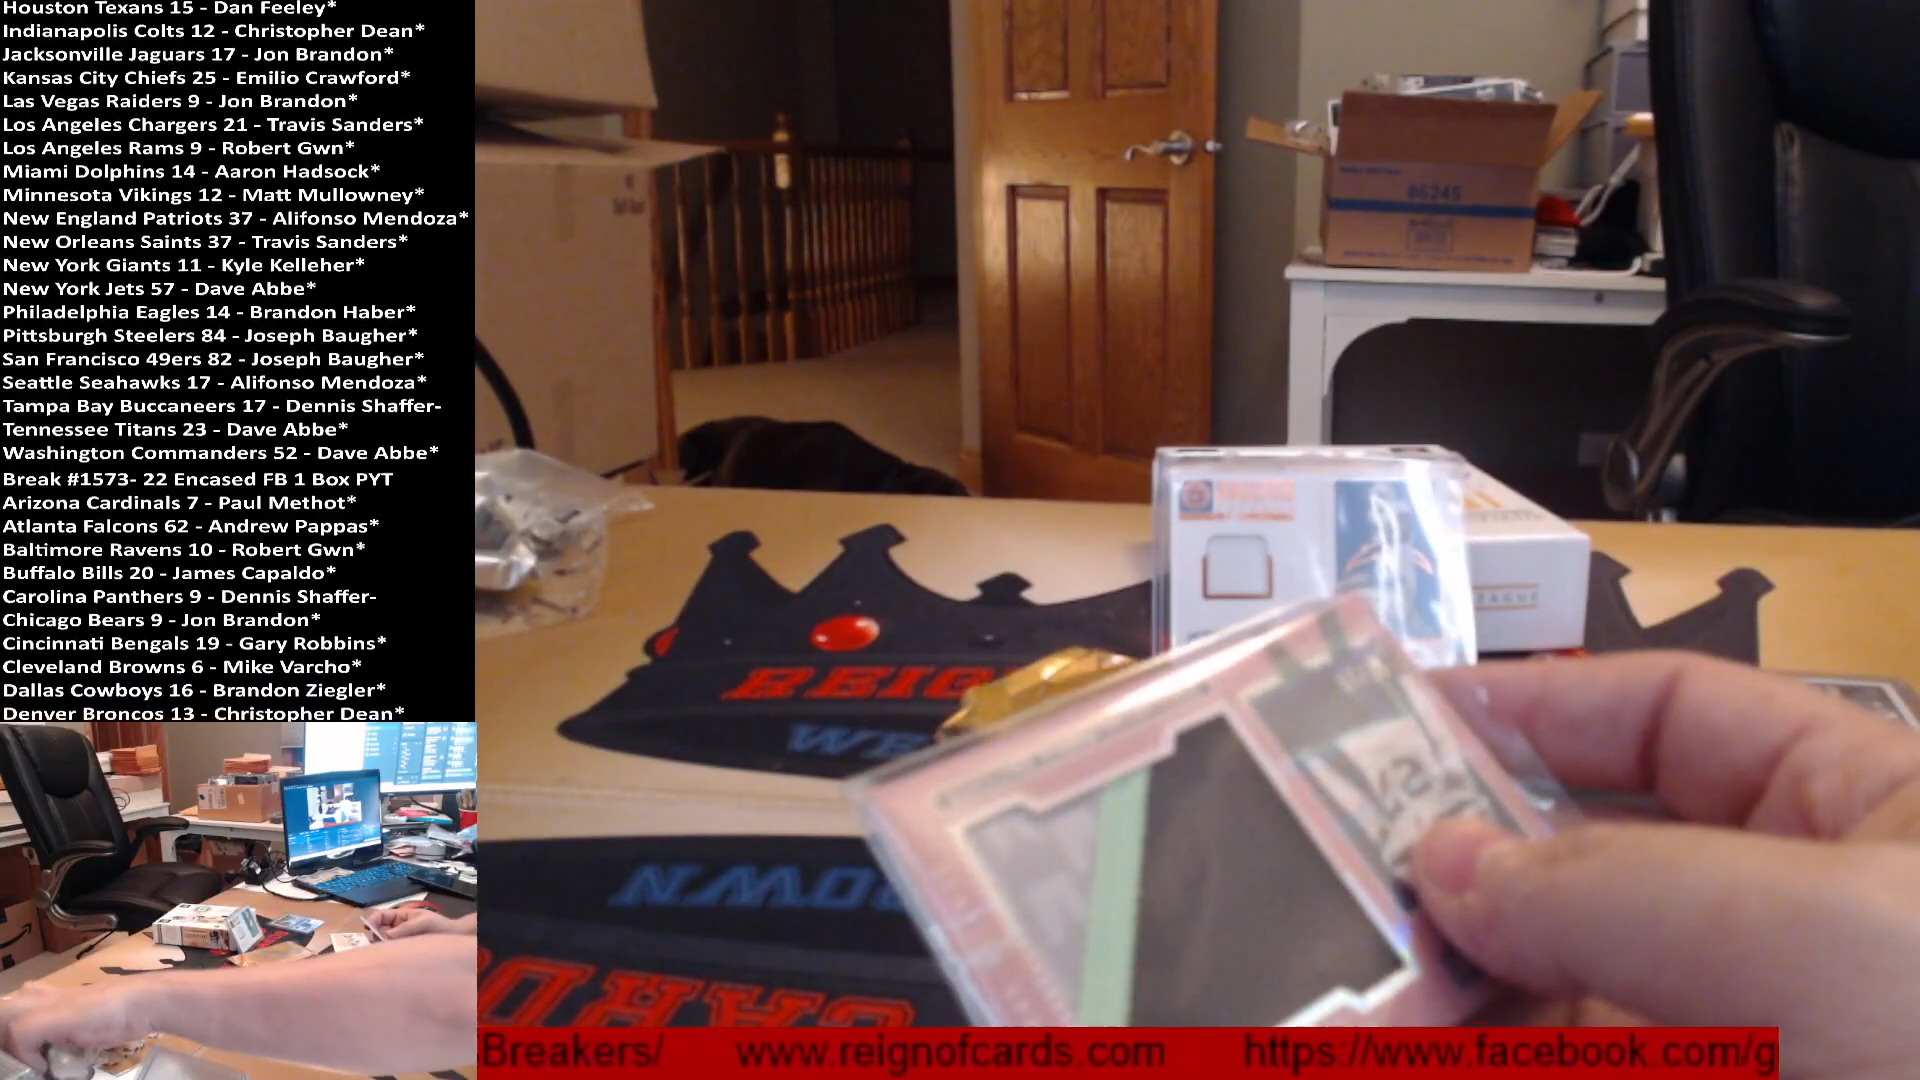 Houston Texans 15 - Dan Feeley*
Indianapolis Colts 12 - Christopher Dean*
Jacksonville Jaguars 17 - Jon Brandon*
Kansas City Chiefs 25 - Emilio Crawford*
Las Vegas Raiders 9 - Jon Brandon*
Los Angeles Chargers 21 - Travis Sanders*
Los Angeles Rams 9 - Robert Gwn*
Miami Dolphins 14 - Aaron Hadsock*
Minnesota Vikings 12 - Matt Mullowney*
New England Patriots 37 - Alifonso Mendoza*
New Orleans Saints 37 - Travis Sanders*
New York Giants 11 - Kyle Kelleher*
New York Jets 57 - Dave Abbe*
Philadelphia Eagles 14 - Brandon Haber*
Pittsburgh Steelers 84 - Joseph Baugher*
San Francisco 49ers 82 - Joseph Baugher*
Seattle Seahawks 17 - Alifonso Mendoza*
Tampa Bay Buccaneers 17 - Dennis Shaffer-
Tennessee Titans 23 - Dave Abbe*
Washington Commanders 52 - Dave Abbe*
Break #1573- 22 Encased FB 1 Box PYT
Arizona Cardinals 7 - Paul Methot*
Atlanta Falcons 62 - Andrew Pappas*
Baltimore Ravens 10 - Robert Gwn*
Buffalo Bills 20 - James Capaldo*
Carolina Panthers 9 - Dennis Shaffer-
Chicago Bears 9 - Jon Brandon*
Cincinnati Bengals 19 - Gary Robbins*
Cleveland Browns 6 - Mike Varcho*
Dallas Cowboys 16 - Brandon Ziegler*
Denver Broncos 13 - Christopher Dean*
86245
EAGUE
REIG
WE
OWN
CARD
Breakers/ www.reignofcards.com https://www.facebook.com/g